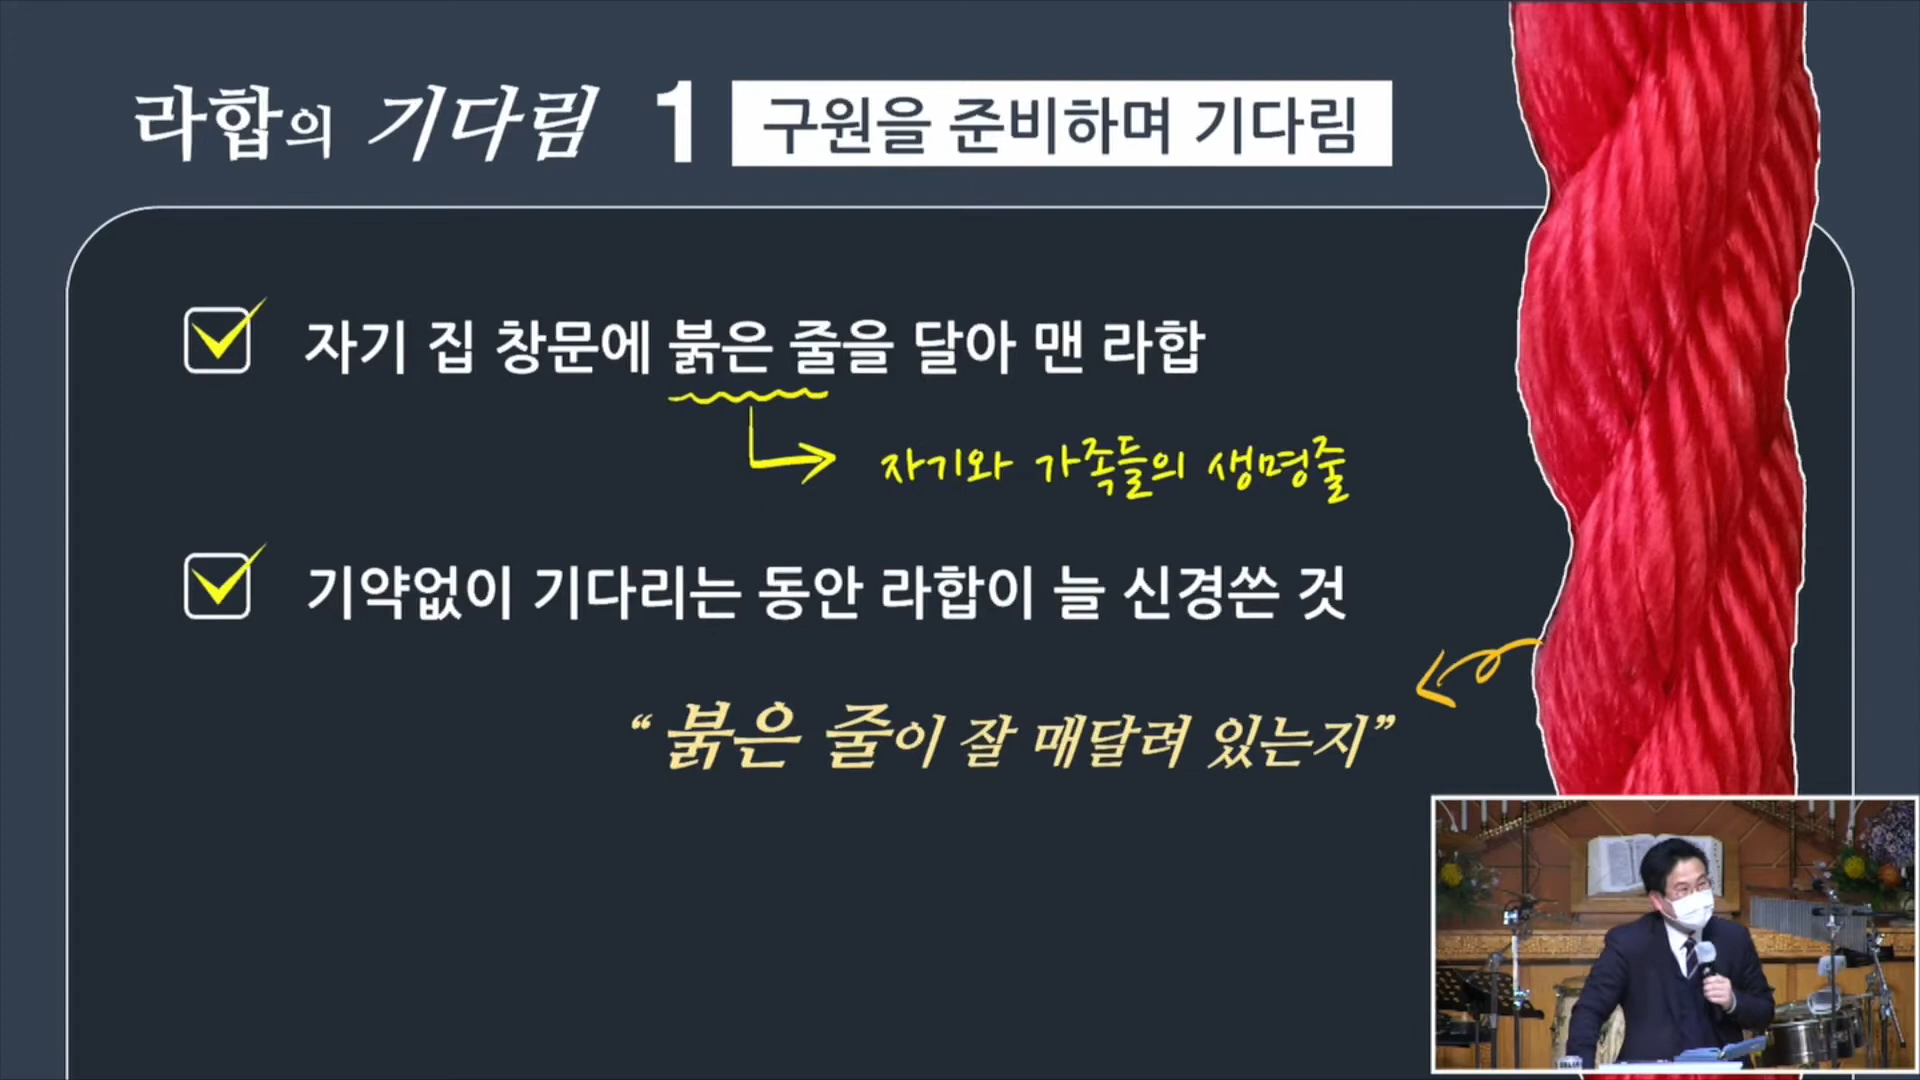 라합의 기다림 1 구원을 준비하며 기다림
자기 집 창문에 붉은 줄을 달아 맨 라합
자기와 가족들의 생명줄
기약없이 기다리는 동안 라합이 늘 신경쓴 것
“붉은 줄이 잘 매달려 있는지”